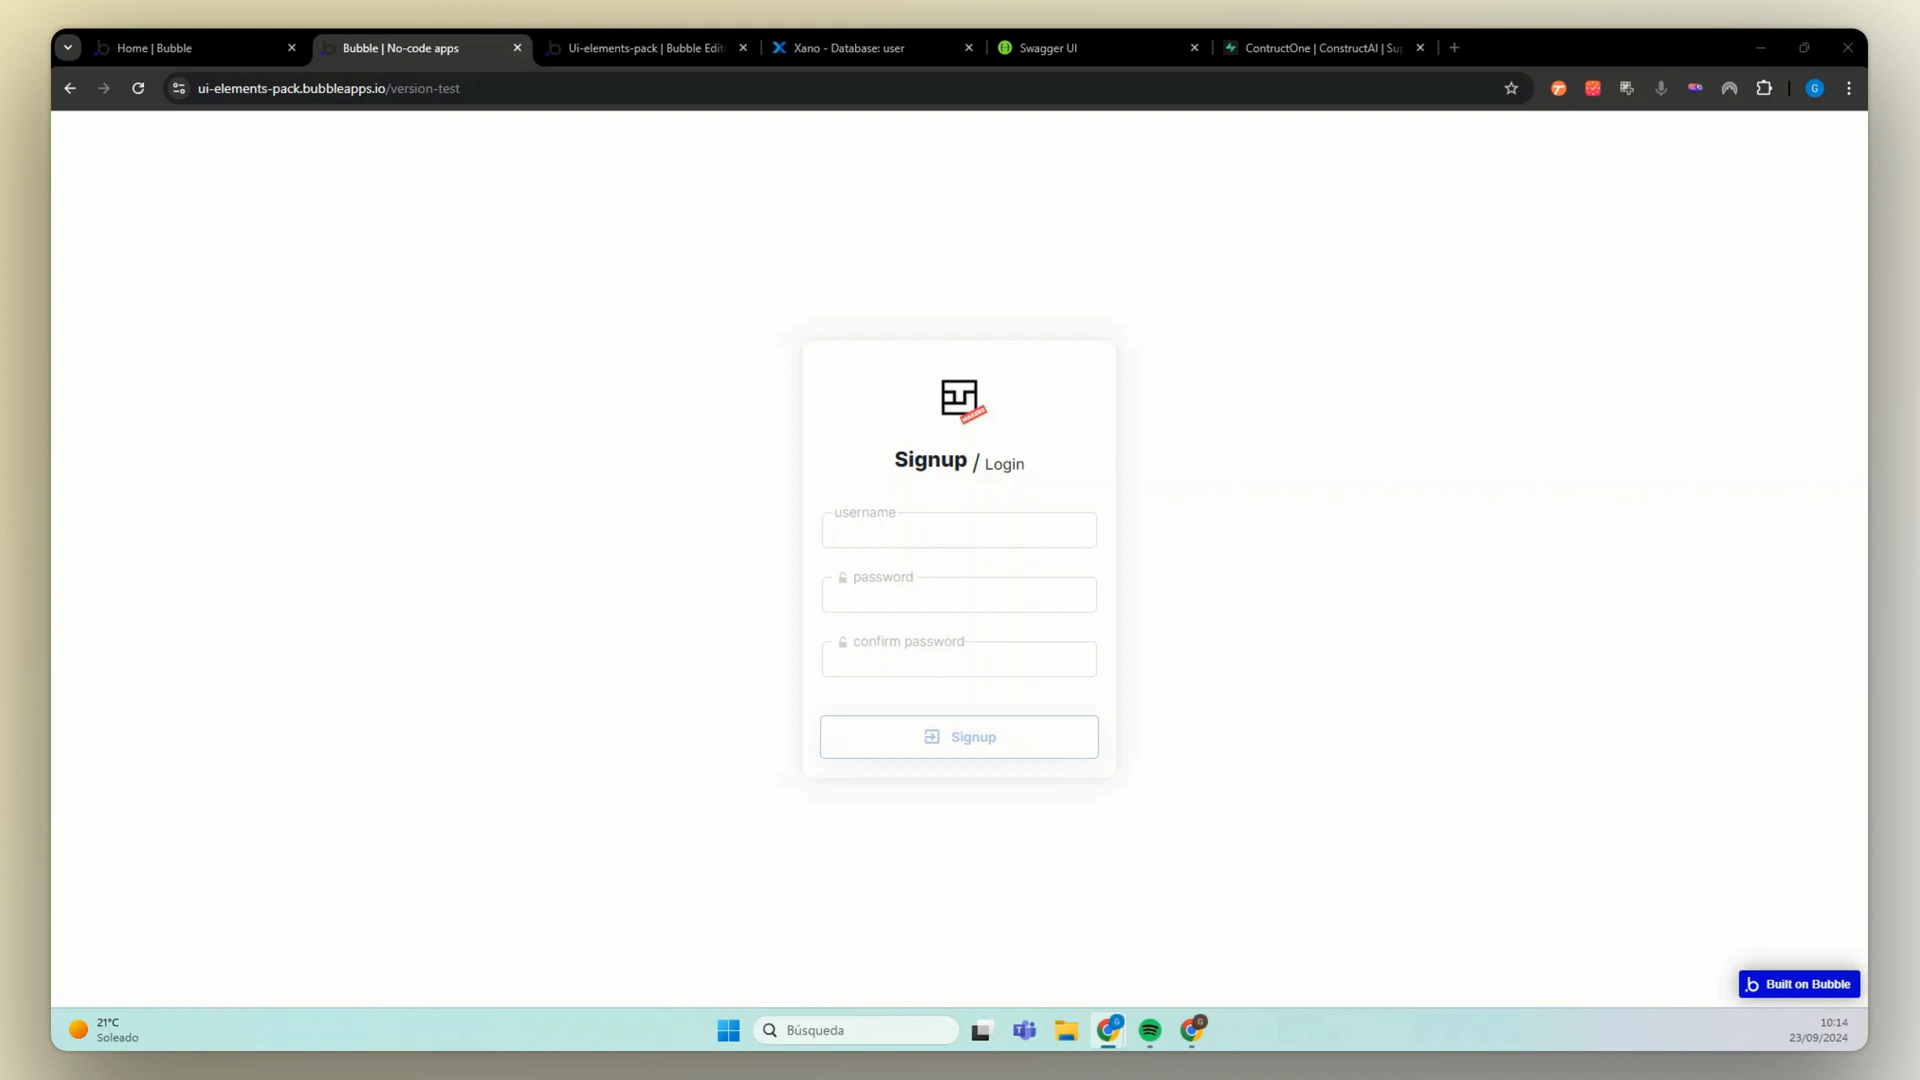 Home | Bubble
Bubble | No-code apps
Ui-elements-pack | Bubble Edit
Xano - Database: user
Swagger UI
ContructOne | ConstructAI | Sup
ui-elements-pack.bubbleapps.io/version-test
G
Signup / Login
username
password
confirm password
Signup
b Built on Bubble
21°C
Soleado
Búsqueda
10:14
23/09/2024